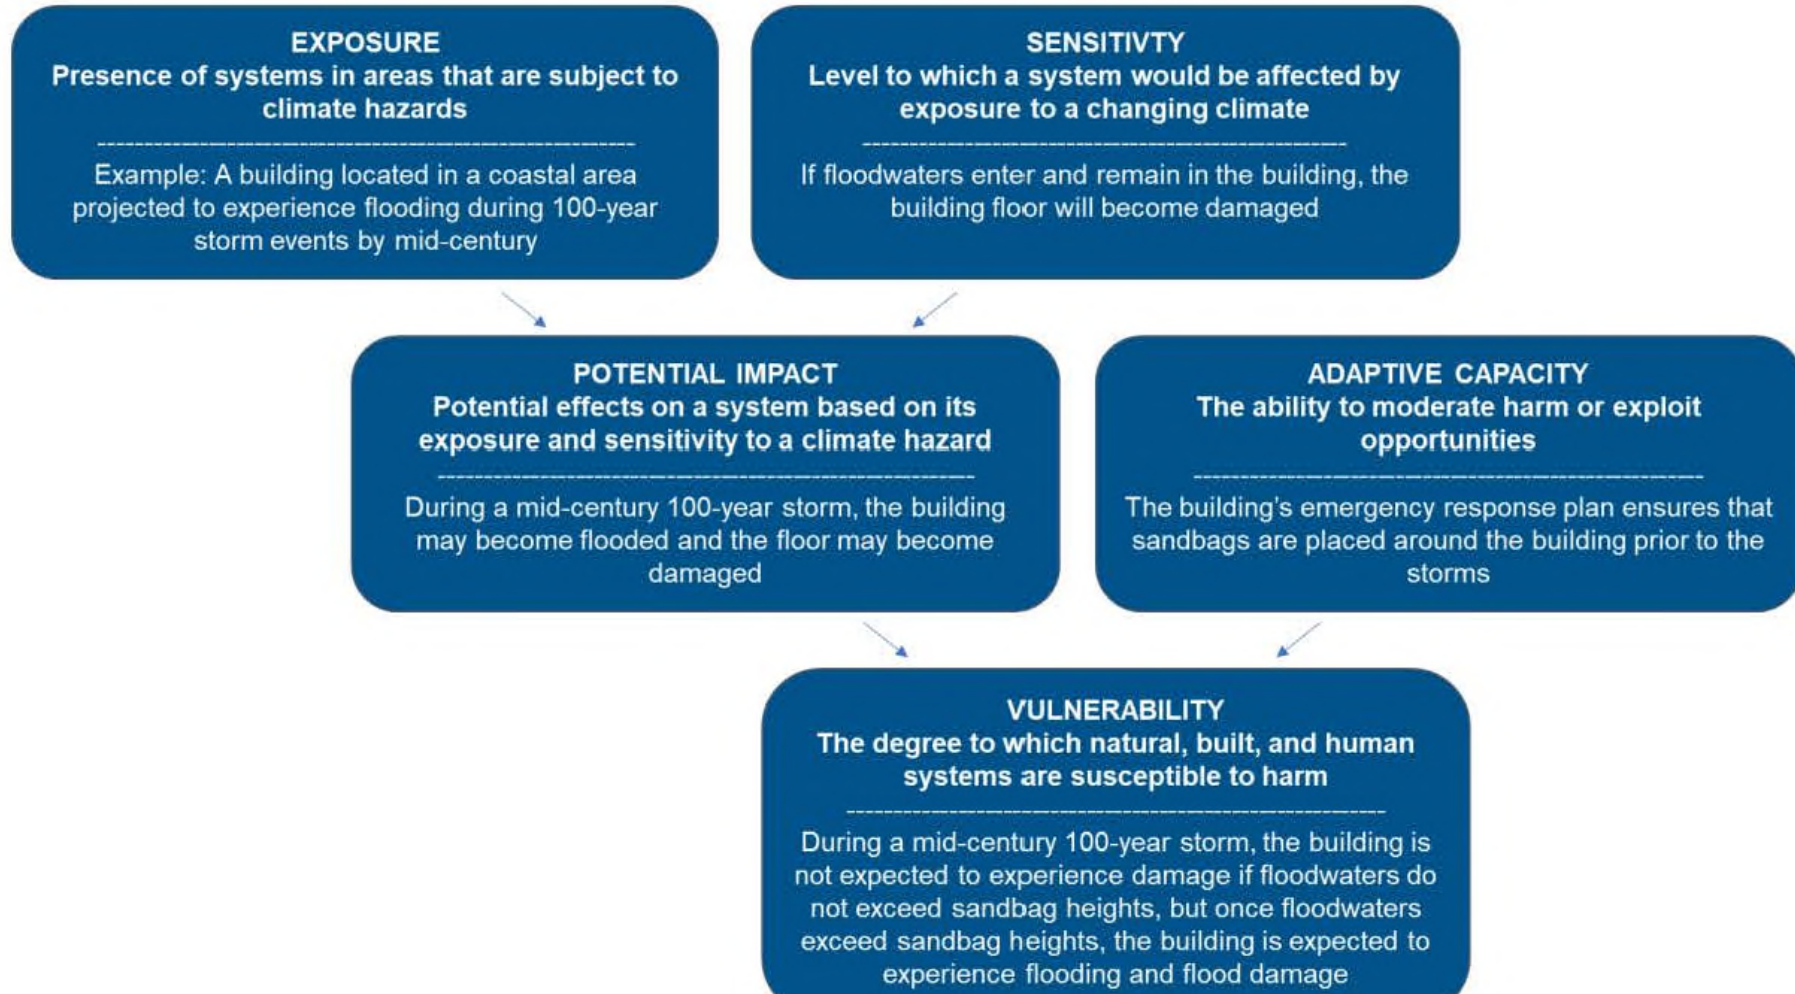 EXPOSURE
Presence of systems in areas that are subject to
climate hazards
------------------------------------------------------------
Example: A building located in a coastal area
projected to experience flooding during 100-year
storm events by mid-century
SENSITIVTY
Level to which a system would be affected by
exposure to a changing climate
------------------------------------------------------
If floodwaters enter and remain in the building, the
building floor will become damaged
POTENTIAL IMPACT
Potential effects on a system based on its
exposure and sensitivity to a climate hazard
------------------------------------------------------------
During a mid-century 100-year storm, the building
may become flooded and the floor may become
damaged
ADAPTIVE CAPACITY
The ability to moderate harm or exploit
opportunities
---------------------------------------------------------
The building's emergency response plan ensures that
sandbags are placed around the building prior to the
storms
VULNERABILITY
The degree to which natural, built, and human
systems are susceptible to harm
------------------------------------------------------------
During a mid-century 100-year storm, the building is
not expected to experience damage if floodwaters do
not exceed sandbag heights, but once floodwaters
exceed sandbag heights, the building is expected to
experience flooding and flood damage